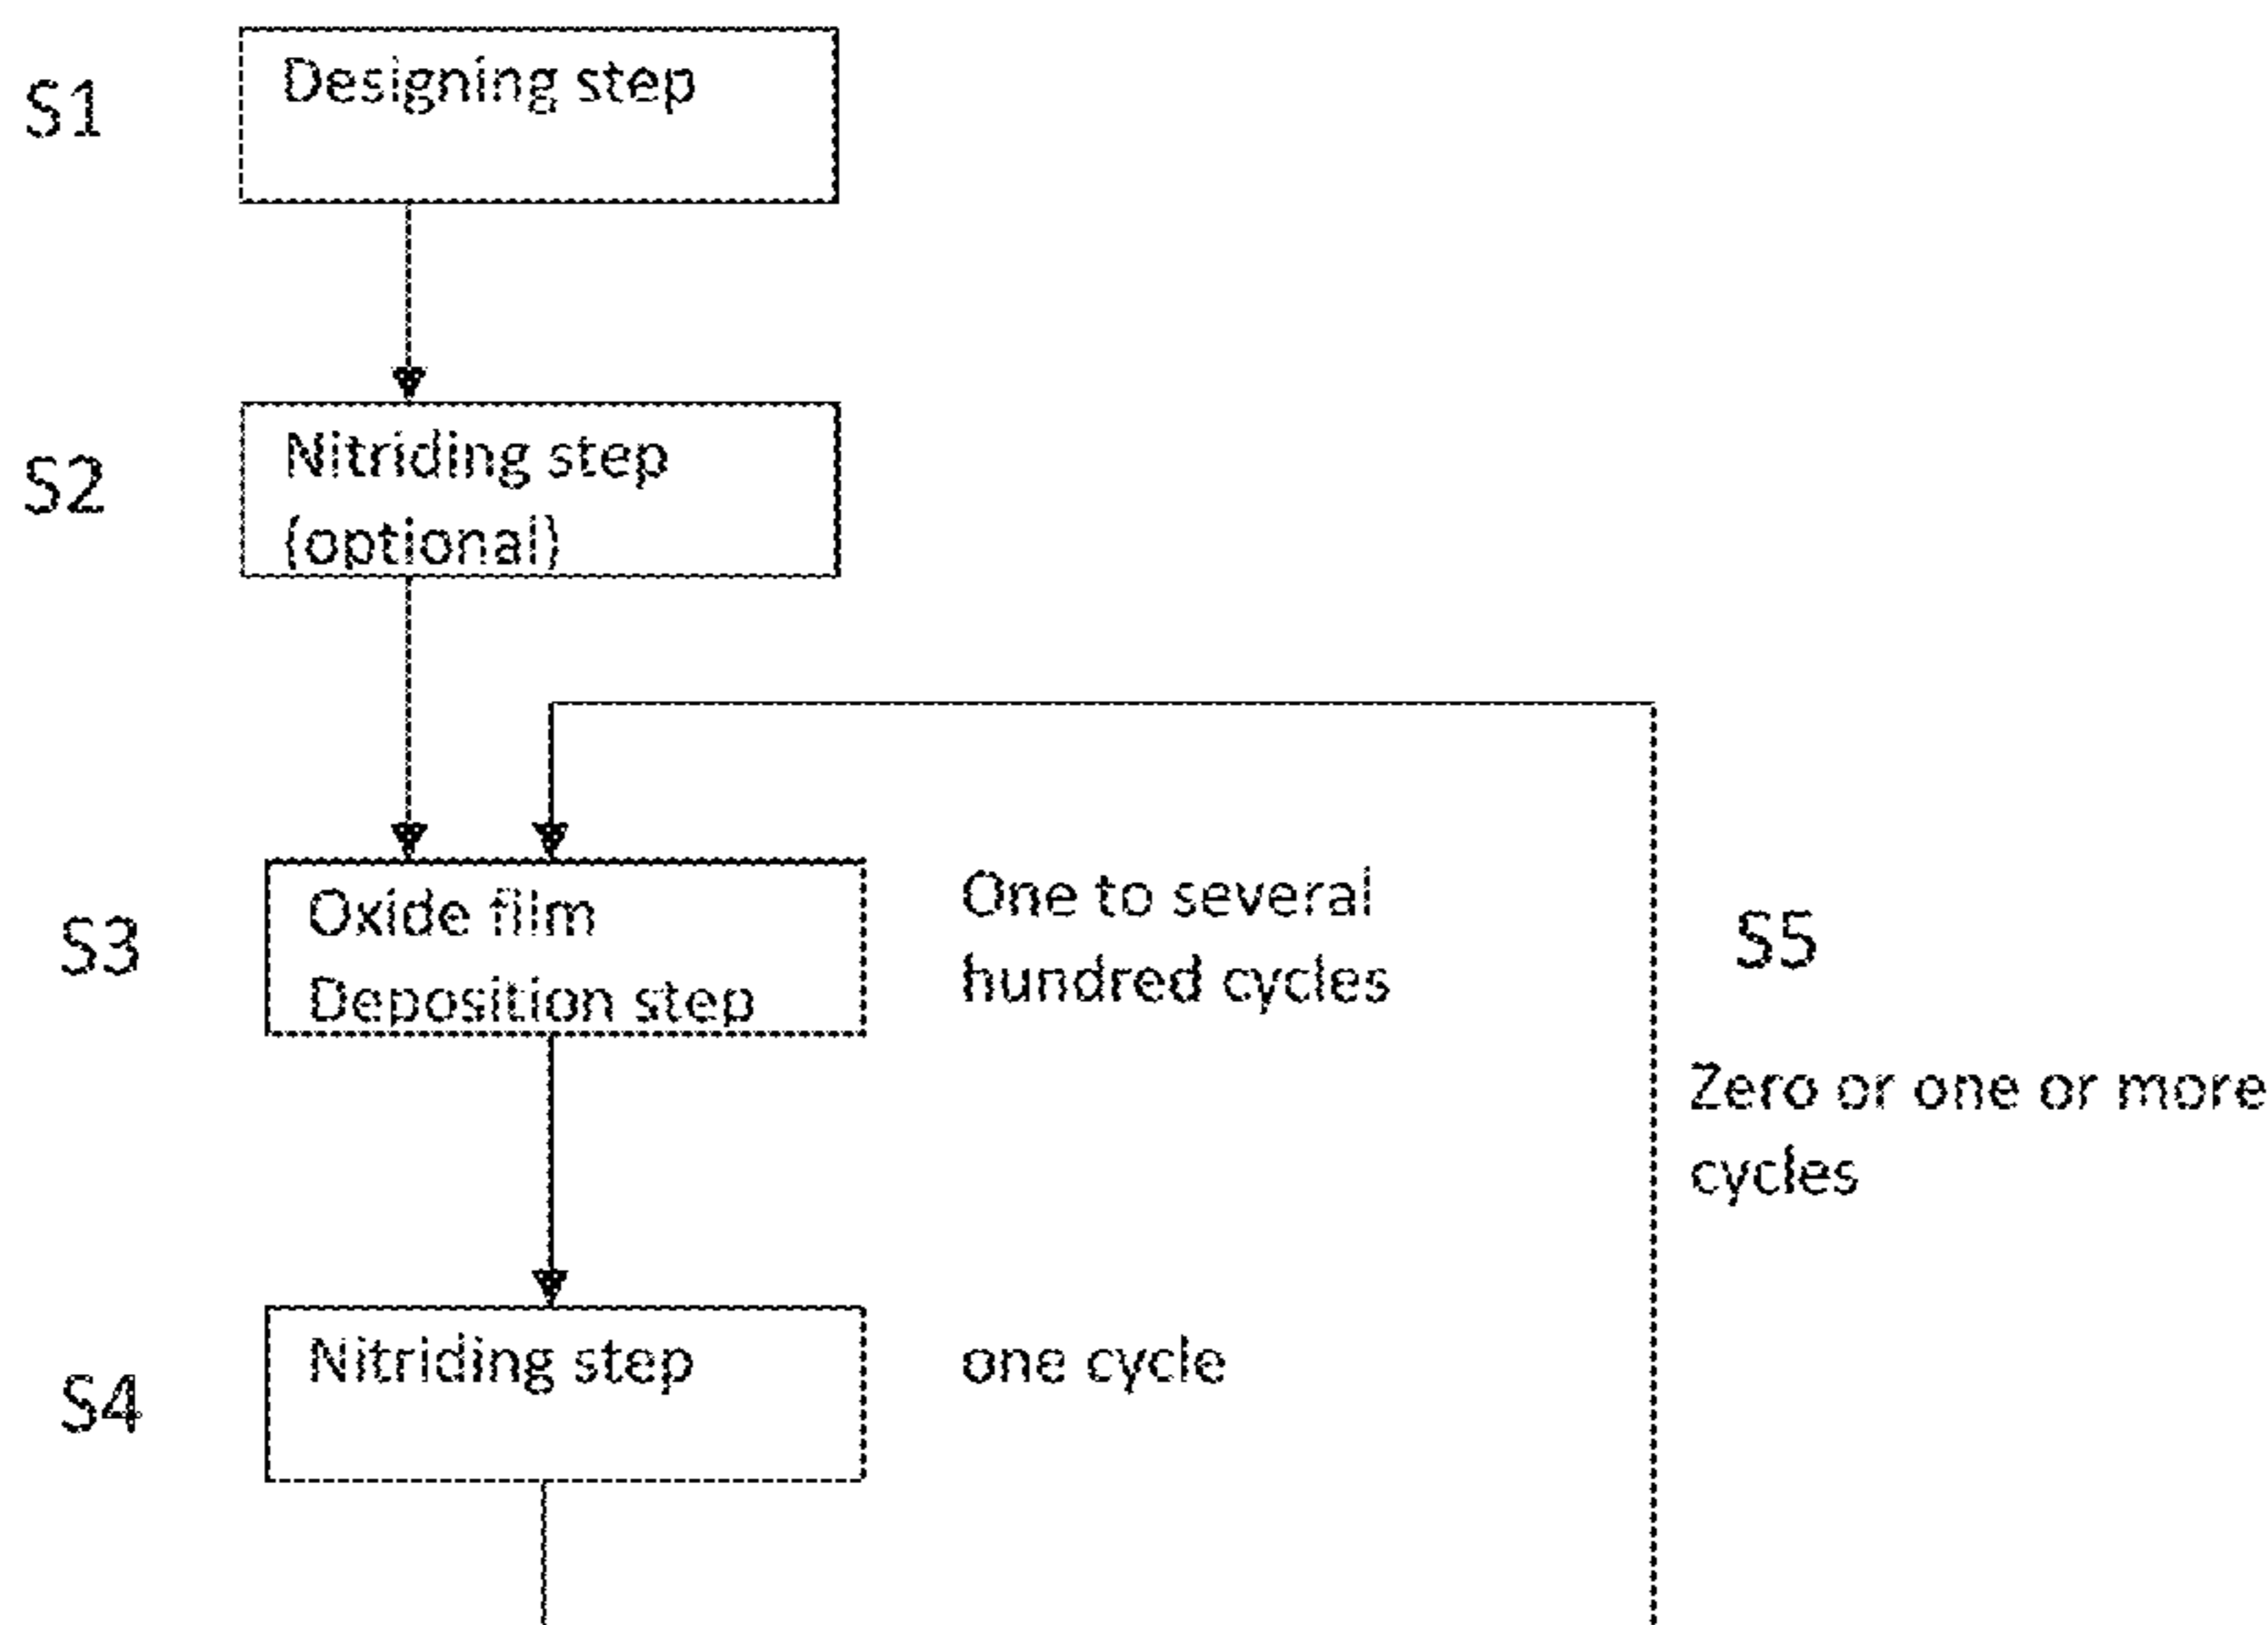 S1
Designing step
S2
Nitriding step
(optional)
S3
Oxide film
Deposition step
One to several
hundred cycles
S5
Zero or one or more
cycles
S4
Nitriding step
one cycle